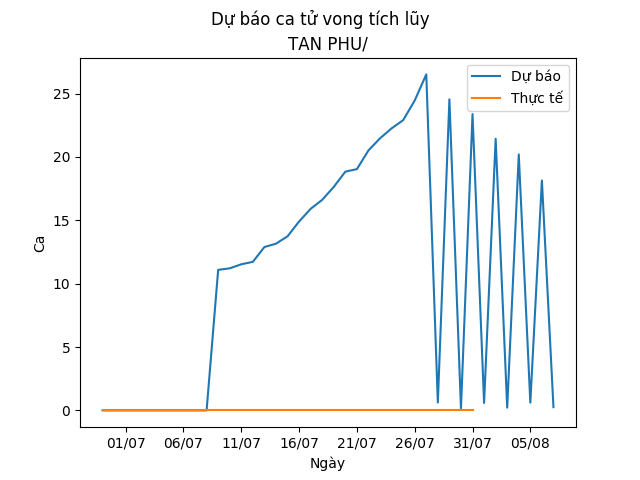 Dự báo ca tử vong tích lũy
TAN PHU/
Dự báo
Thực tế
25
20
15
10
5
0
Ca
01/07 06/07 11/07 16/07 21/07 26/07 31/07 05/08
Ngày